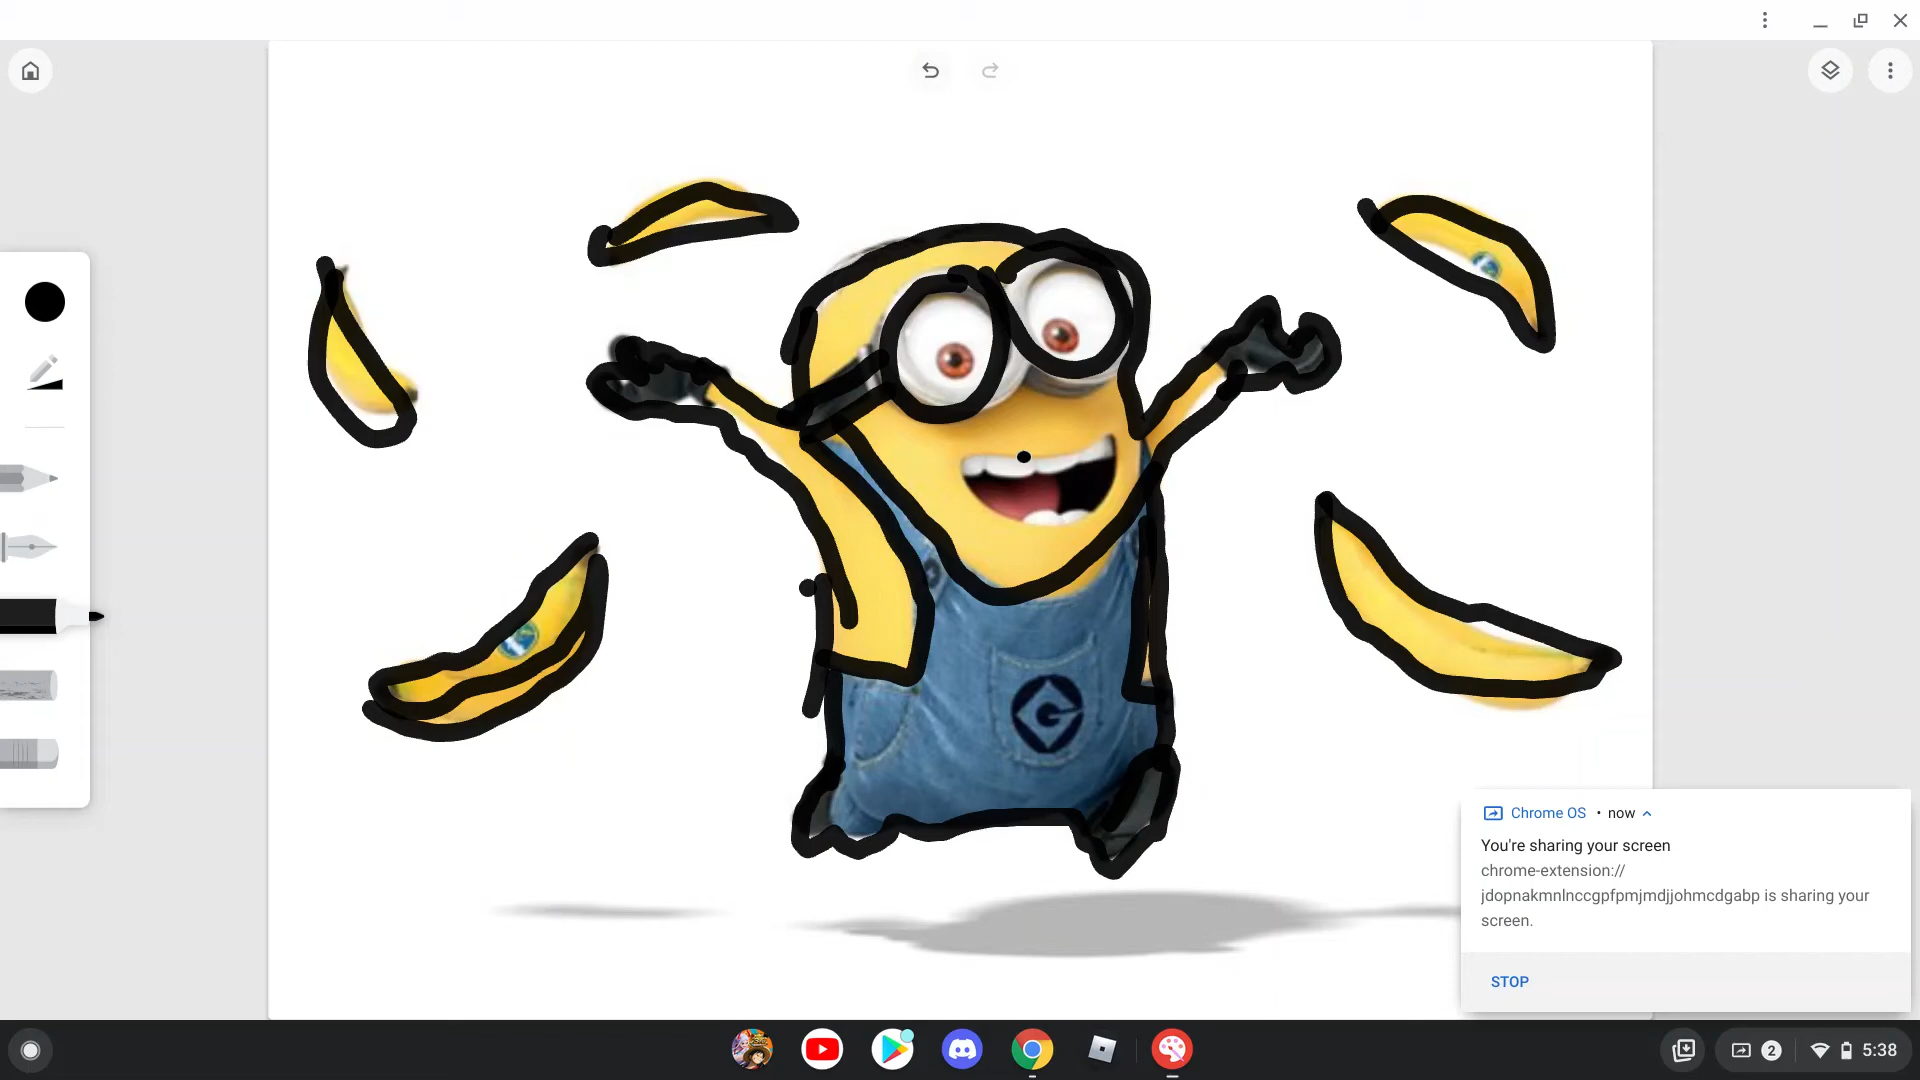 Chrome OS • now
You're sharing your screen
chrome-extension://
jdopnakmnlnccgpfpmjmdjjohmcdgabp is sharing your
screen.
STOP
G
2
5:38